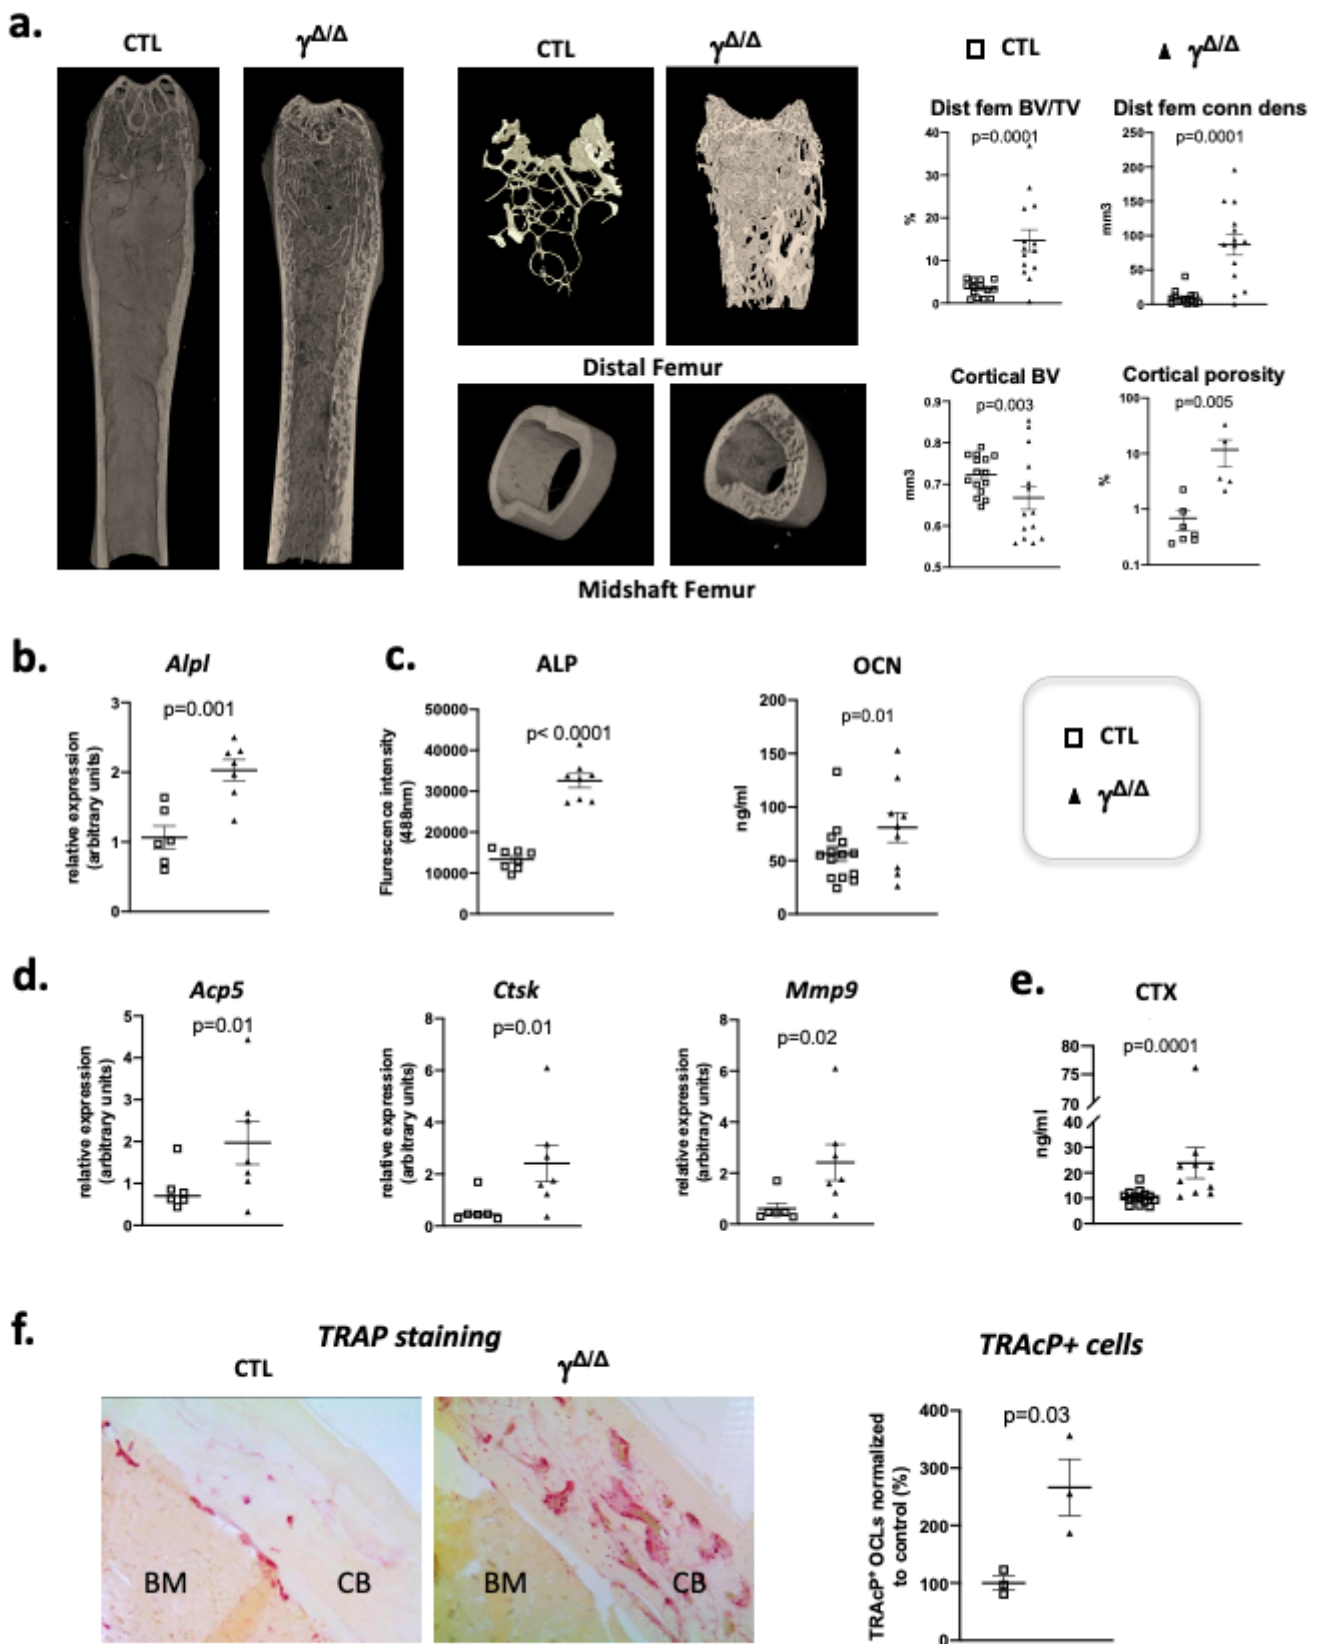 a.
CTL
γΔ/Δ
CTL
γΔ/Δ
CTL
γΔ/Δ
Distal Femur
Midshaft Femur
Dist fem BV/TV
p=0.0001
40
30
20
10
0
%
Dist fem conn dens
p=0.0001
250
200
150
100
50
0
mm3
Cortical BV
p=0.003
0.9
0.8
0.7
0.6
0.5
mm3
Cortical porosity
p=0.005
100
10
1
0.1
%
b.
Alpl
p=0.001
3
2
1
0
relative expression
(arbitrary units)
c.
ALP
p< 0.0001
50000
40000
30000
20000
10000
0
Flurescence intensity
(488nm)
OCN
p=0.01
200
150
100
50
0
ng/ml
CTL
γΔ/Δ
d.
Acp5
p=0.01
5
4
3
2
1
0
relative expression
(arbitrary units)
Ctsk
p=0.01
8
6
4
2
0
relative expression
(arbitrary units)
Mmp9
p=0.02
8
6
4
2
0
relative expression
(arbitrary units)
e.
CTX
p=0.0001
80
75
70
40
30
20
10
0
ng/ml
f.
TRAP staining
CTL
γΔ/Δ
BM
CB
BM
CB
TRAcP+ cells
p=0.03
400
300
200
100
0
TRAcP+ OCLs normalized
to control (%)